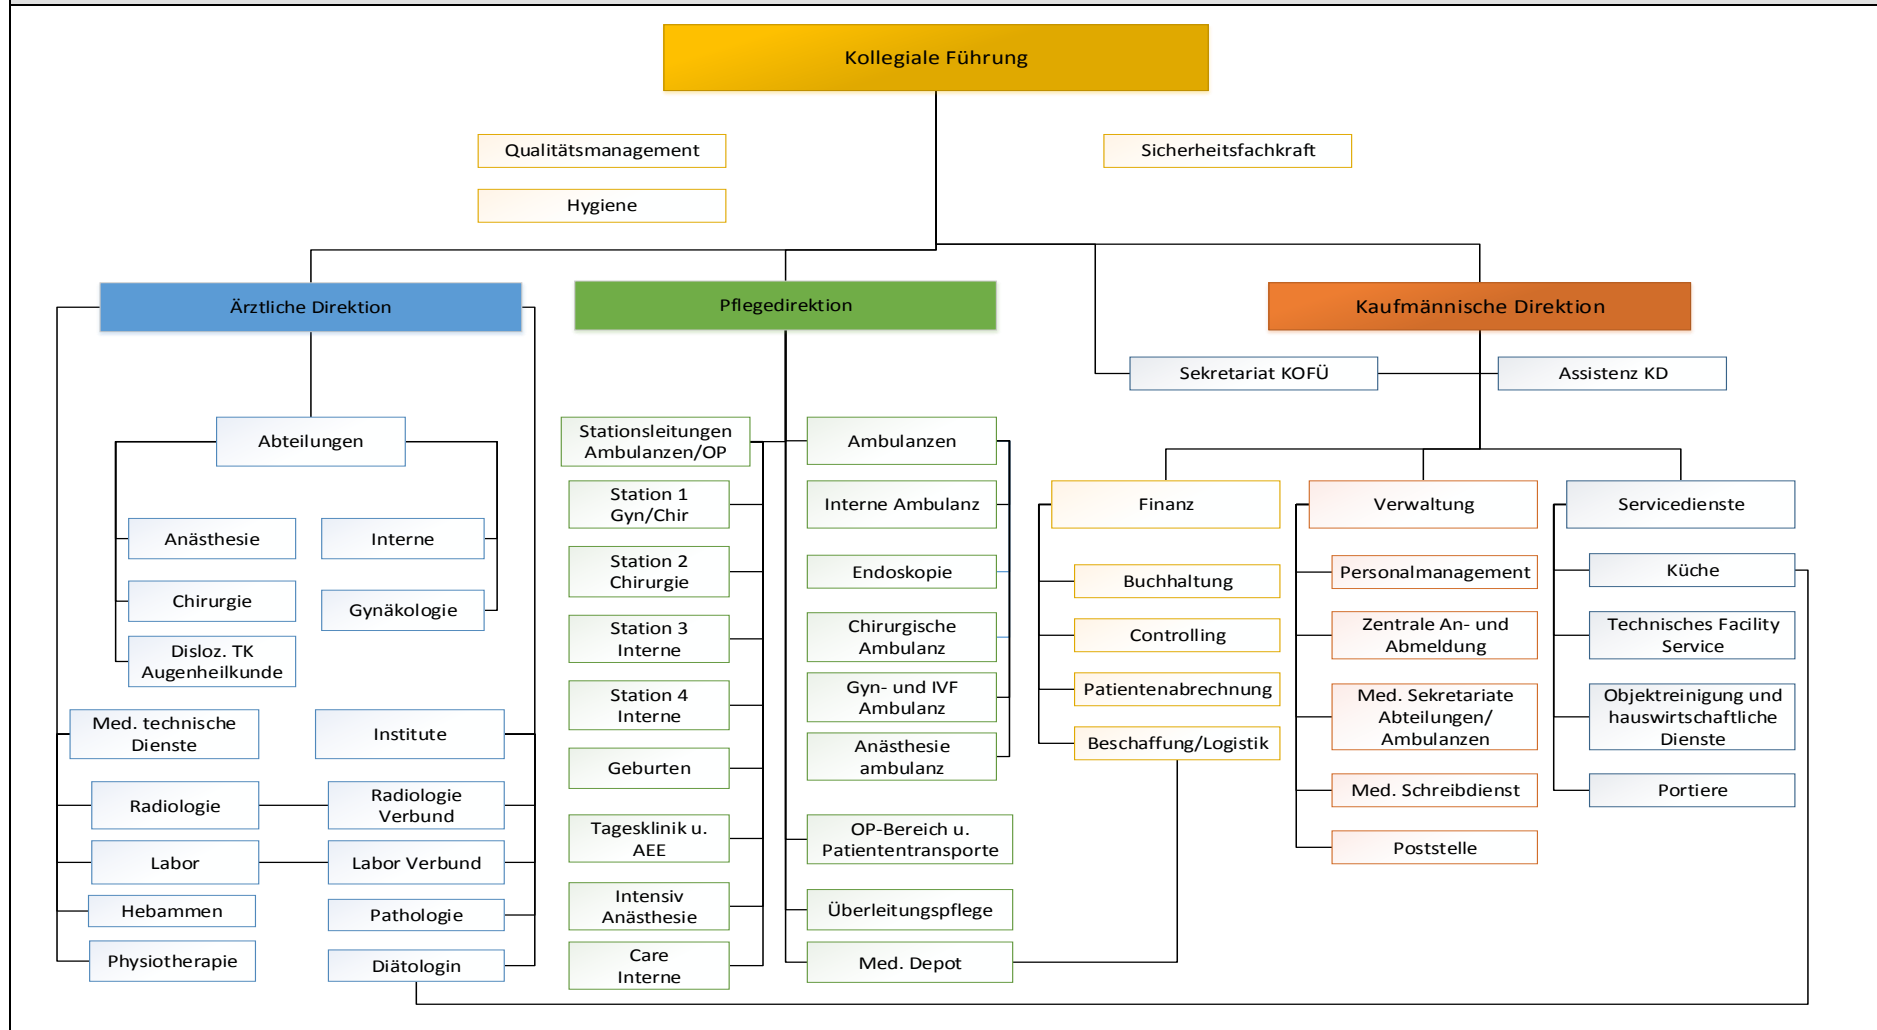 Kollegiale Führung
Qualitätsmanagement
Sicherheitsfachkraft
Hygiene
Ärztliche Direktion
Pflegedirektion
Kaufmännische Direktion
Sekretariat KOFÜ
Assistenz KD
Abteilungen
Anästhesie
Interne
Chirurgie
Gynäkologie
Disloz. TK
Augenheilkunde
Med. technische
Dienste
Institute
Radiologie
Radiologie
Verbund
Labor
Labor Verbund
Hebammen
Pathologie
Physiotherapie
Diätologin
Stationsleitungen
Ambulanzen/OP
Station 1
Gyn/Chir
Station 2
Chirurgie
Station 3
Interne
Station 4
Interne
Geburten
Tagesklinik u.
AEE
Intensiv
Anästhesie
Care
Interne
Ambulanzen
Interne Ambulanz
Endoskopie
Chirurgische
Ambulanz
Gyn- und IVF
Ambulanz
Anästhesie
ambulanz
OP-Bereich u.
Patiententransporte
Überleitungspflege
Med. Depot
Finanz
Buchhaltung
Controlling
Patientenabrechnung
Beschaffung/Logistik
Verwaltung
Personalmanagement
Zentrale An- und
Abmeldung
Med. Sekretariate
Abteilungen/
Ambulanzen
Med. Schreibdienst
Poststelle
Servicedienste
Küche
Technisches Facility
Service
Objektreinigung und
hauswirtschaftliche
Dienste
Portiere